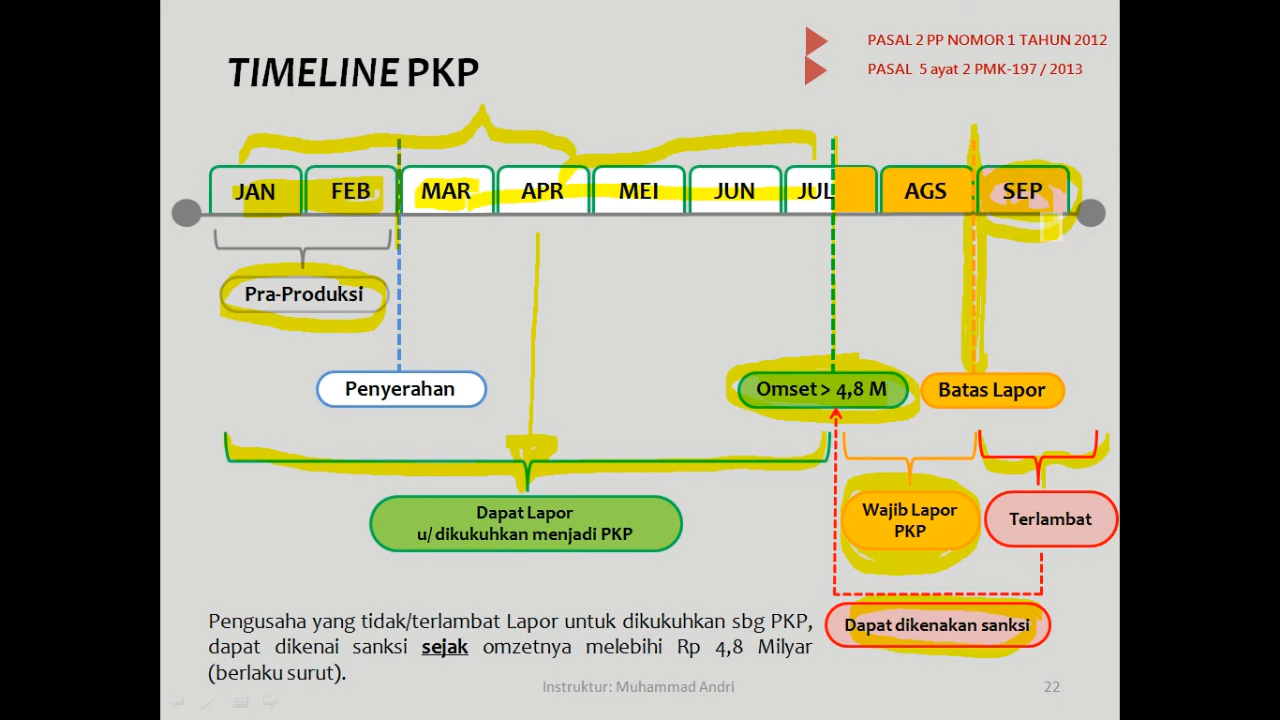 PASAL 2 PP NOMOR 1 TAHUN 2012
PASAL 5 ayat 2 PMK-197 / 2013
TIMELINE PKP
JAN FEB MAR APR MEI JUN JUL AGS SEP
Pra-Produksi
Penyerahan
Omset > 4,8 M
Batas Lapor
Dapat Lapor
u/ dikukuhkan menjadi PKP
Wajib Lapor
PKP
Terlambat
Dapat dikenakan sanksi
Pengusaha yang tidak/terlambat Lapor untuk dikukuhkan sbg PKP,
dapat dikenai sanksi sejak omzetnya melebihi Rp 4,8 Milyar
(berlaku surut).
Instruktur: Muhammad Andri
22